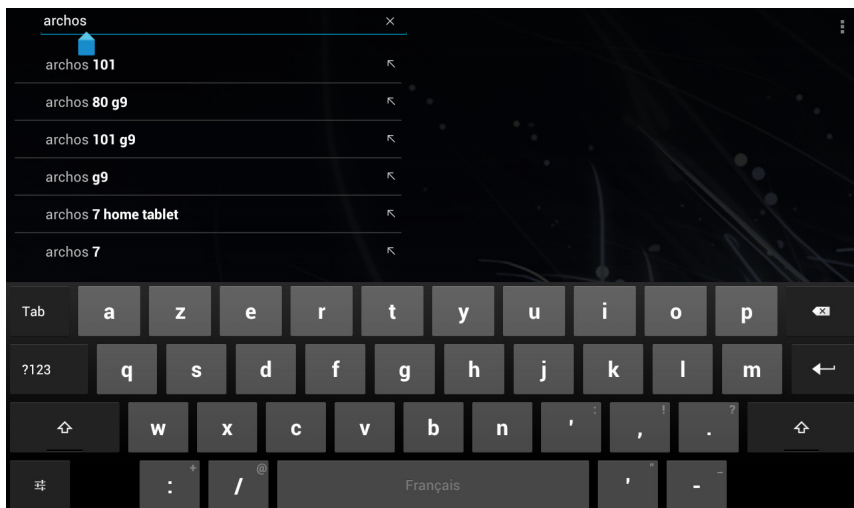 archos
archos 101
archos 80 g9
archos 101 g9
archos g9
archos 7 home tablet
archos 7
Tab a z e r t y u i o p
?123 q s d f g h j k l m
w x c v b n ' : , ! . ?
: + / @ Français ' " - _